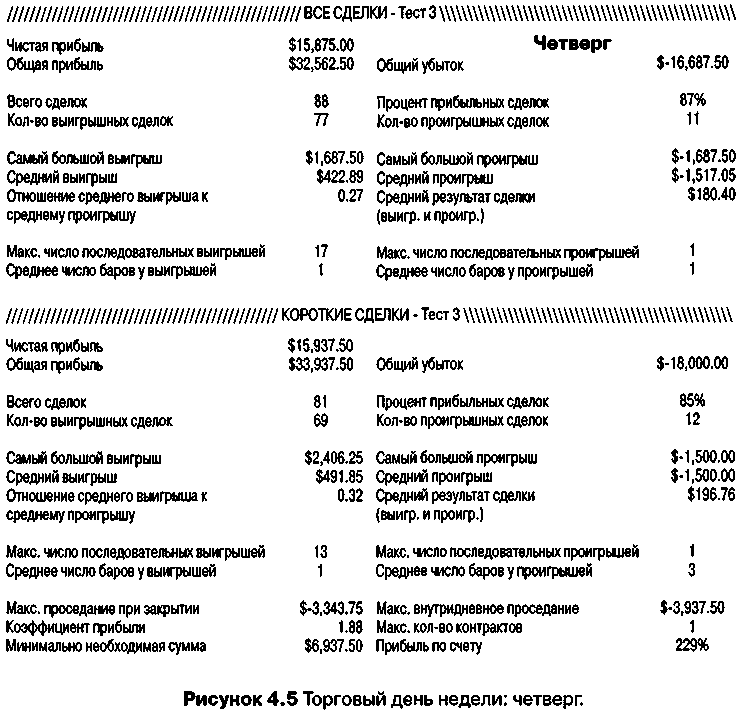 //////////////////////////////////////////// ВСЕ СДЕЛКИ - Тест 3 \\\\\\\\\\\\\\\\\\\\\\\\\\\\\\\\\\\\\\\\\\\\
Чистая прибыль $15,875.00 Четверг
Общая прибыль $32,562.50 Общий убыток $-16,687.50
Всего сделок 88 Процент прибыльных сделок 87%
Кол-во выигрышных сделок 77 Кол-во проигрышных сделок 11
Самый большой выигрыш $1,687.50 Самый большой проигрыш $-1,687.50
Средний выигрыш $422.89 Средний проигрыш $-1,517.05
Отношение среднего выигрыша к 0.27 Средний результат сделки $180.40
среднему проигрышу (выигр. и проигр.)
Макс. число последовательных выигрышей 17 Макс. число последовательных проигрышей 1
Среднее число баров у выигрышей 1 Среднее число баров у проигрышей 1
//////////////////////////////////////////// КОРОТКИЕ СДЕЛКИ - Тест 3 \\\\\\\\\\\\\\\\\\\\\\\\\\\\\\\\\\\\\\\\\\\\
Чистая прибыль $15,937.50
Общая прибыль $33,937.50 Общий убыток $-18,000.00
Всего сделок 81 Процент прибыльных сделок 85%
Кол-во выигрышных сделок 69 Кол-во проигрышных сделок 12
Самый большой выигрыш $2,406.25 Самый большой проигрыш $-1,500.00
Средний выигрыш $491.85 Средний проигрыш $-1,500.00
Отношение среднего выигрыша к 0.32 Средний результат сделки $196.76
среднему проигрышу (выигр. и проигр.)
Макс. число последовательных выигрышей 13 Макс. число последовательных проигрышей 1
Среднее число баров у выигрышей 1 Среднее число баров у проигрышей 3
Макс. проседание при закрытии $-3,343.75 Макс. внутридневное проседание $-3,937.50
Коэффициент прибыли 1.88 Макс. кол-во контрактов 1
Минимально необходимая сумма $6,937.50 Прибыль по счету 229%
Рисунок 4.5 Торговый день недели: четверг.